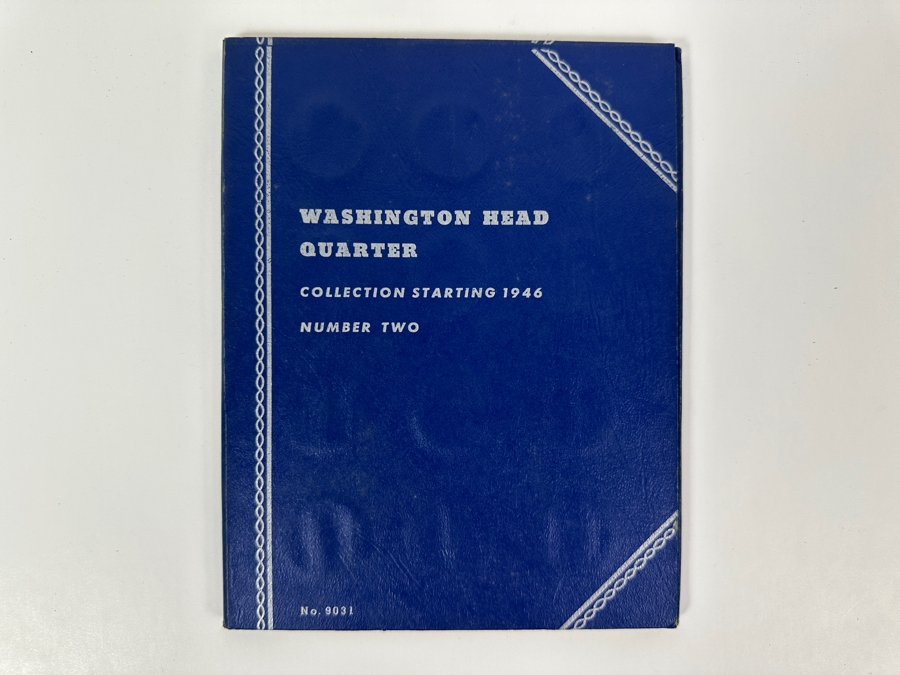 WASHINGTON HEAD
QUARTER
COLLECTION STARTING 1946
NUMBER TWO
No. 9031